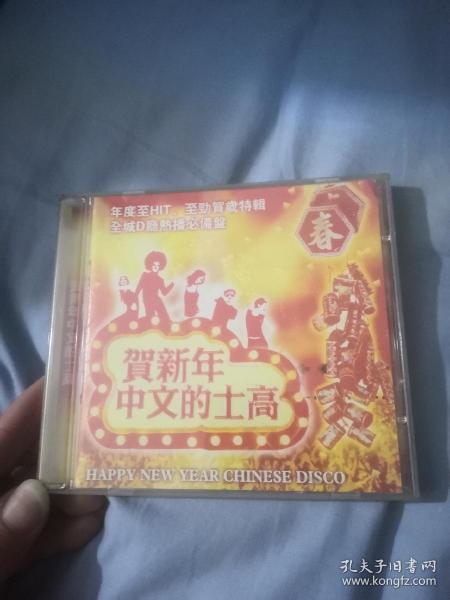 年度至HIT 至勁賀歲特輯
全城D廳熱播必備盤
春
賀新年
中文的士高
HAPPY NEW YEAR CHINESE DISCO
孔夫子旧书网
www.kongfz.com